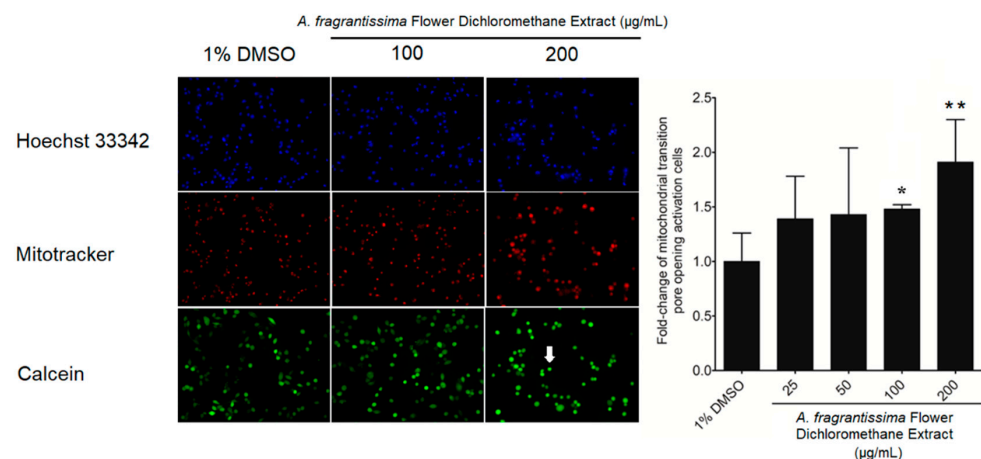 A. fragrantissima Flower Dichloromethane Extract (µg/mL)
1% DMSO
100
200
Hoechst 33342
Mitotracker
Calcein
Fold-change of mitochondrial transition
pore opening activation cells
2.5
2.0
1.5
1.0
0.5
0.0
*
**
1% DMSO
25
50
100
200
A. fragrantissima Flower
Dichloromethane Extract
(µg/mL)